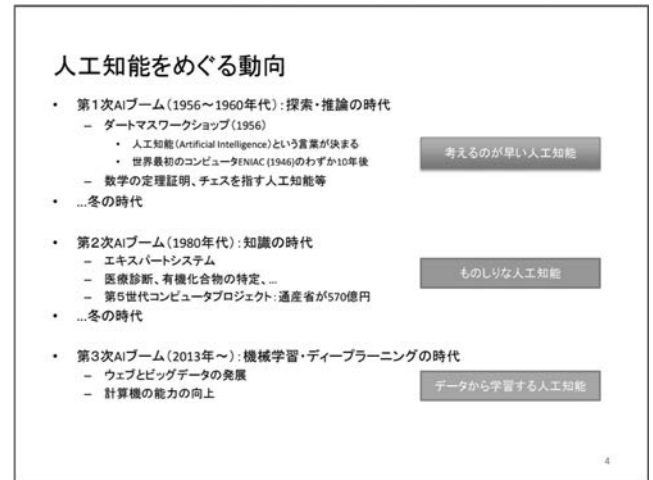 人工知能をめぐる動向
• 第1次AIブーム（1956～1960年代）：探索・推論の時代
– ダートマスワークショップ（1956）
• 人工知能（Artificial Intelligence）という言葉が決まる
• 世界最初のコンピュータENIAC (1946)のわずか10年後
– 数学の定理証明、チェスを指す人工知能等
考えるのが早い人工知能
• …冬の時代
• 第2次AIブーム（1980年代）：知識の時代
– エキスパートシステム
– 医療診断、有機化合物の特定、…
– 第5世代コンピュータプロジェクト：通産省が570億円
ものしりな人工知能
• …冬の時代
• 第3次AIブーム（2013年～）：機械学習・ディープラーニングの時代
– ウェブとビッグデータの発展
– 計算機の能力の向上
データから学習する人工知能
4